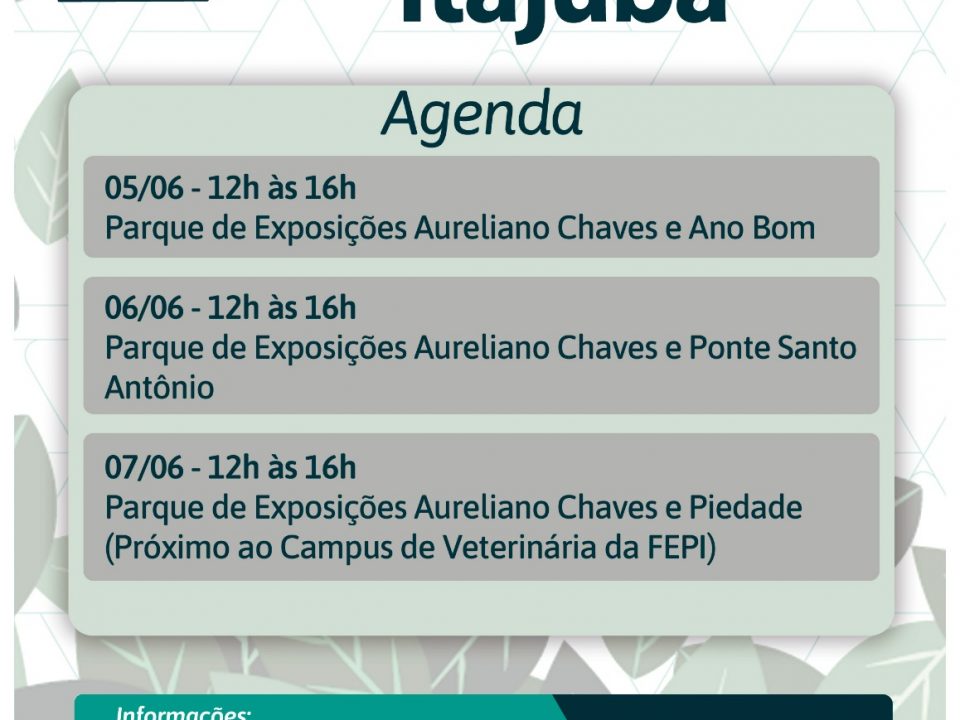 Itajubá
Agenda
05/06 - 12h às 16h
Parque de Exposições Aureliano Chaves e Ano Bom
06/06 - 12h às 16h
Parque de Exposições Aureliano Chaves e Ponte Santo
Antônio
07/06 - 12h às 16h
Parque de Exposições Aureliano Chaves e Piedade
(Próximo ao Campus de Veterinária da FEPI)
Informações: